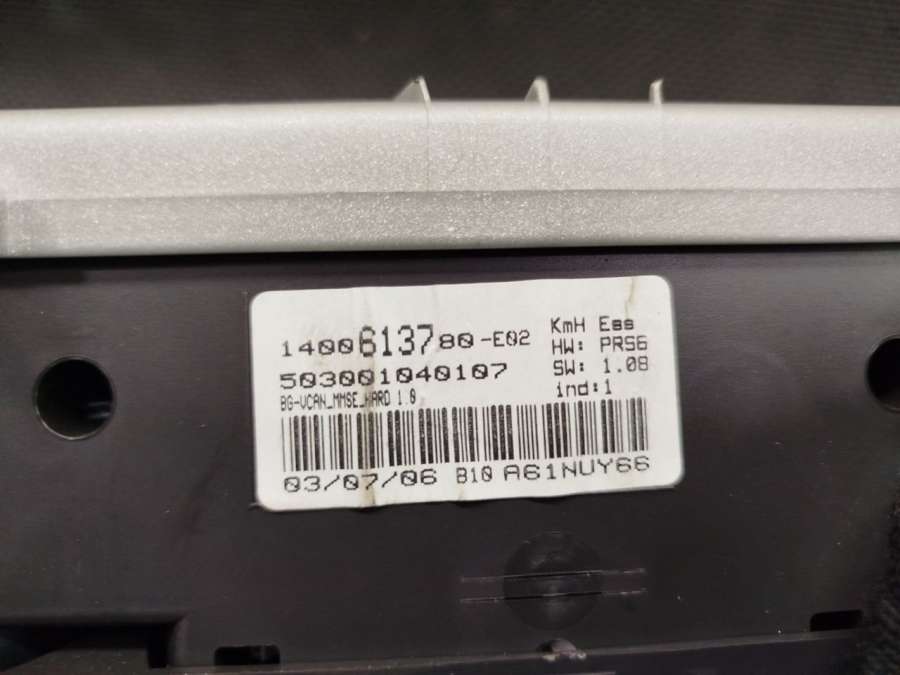 1400613780-E02
503001040107
BG-VCAN_MMSE_HARD 1.0
KmH Ess
HW: PRS6
SW: 1.08
ind:1
03/07/06 B10 A61NUY66